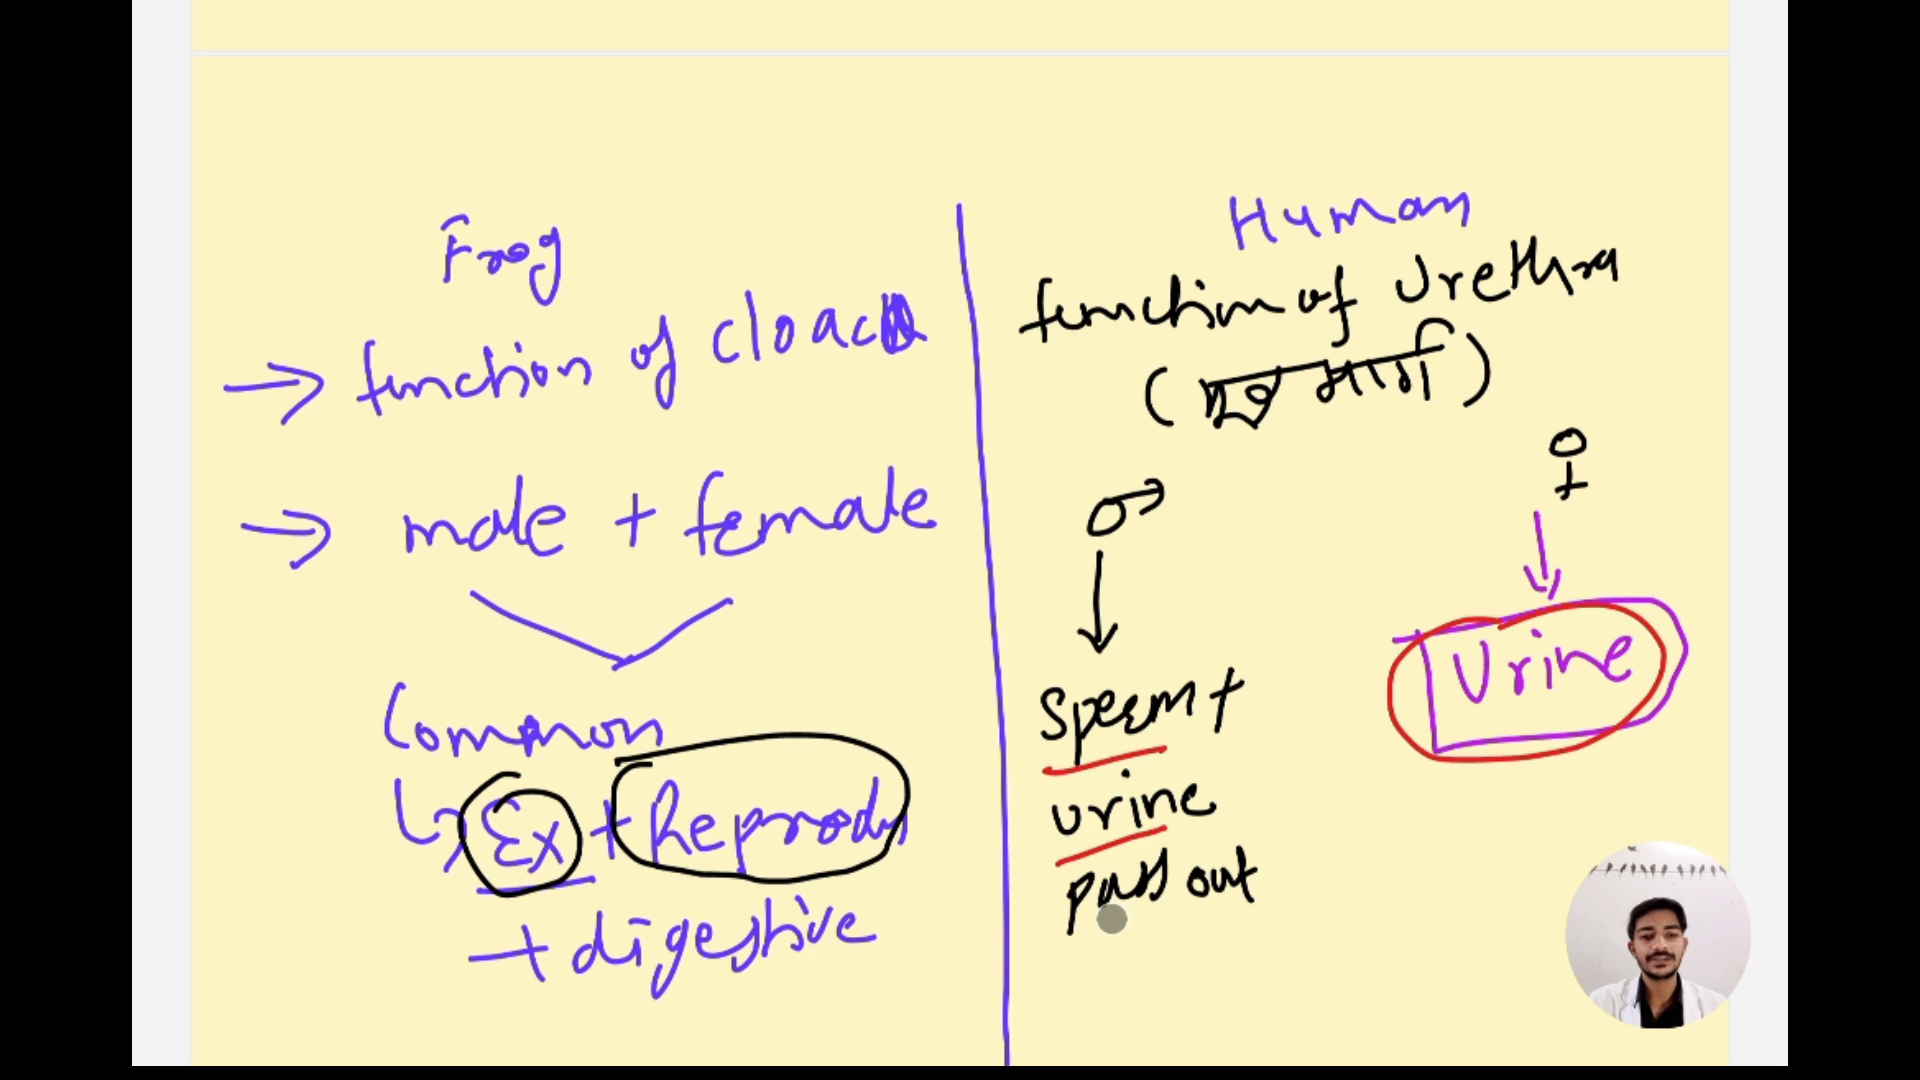 Frog
→ function of cloaca
→ male + female
Common
↳ Ex + Reprodu
+ digestive
Human
function of Urethra
(मूत्र मार्ग)
♂
♀
Sperm +
urine
pass out
Urine